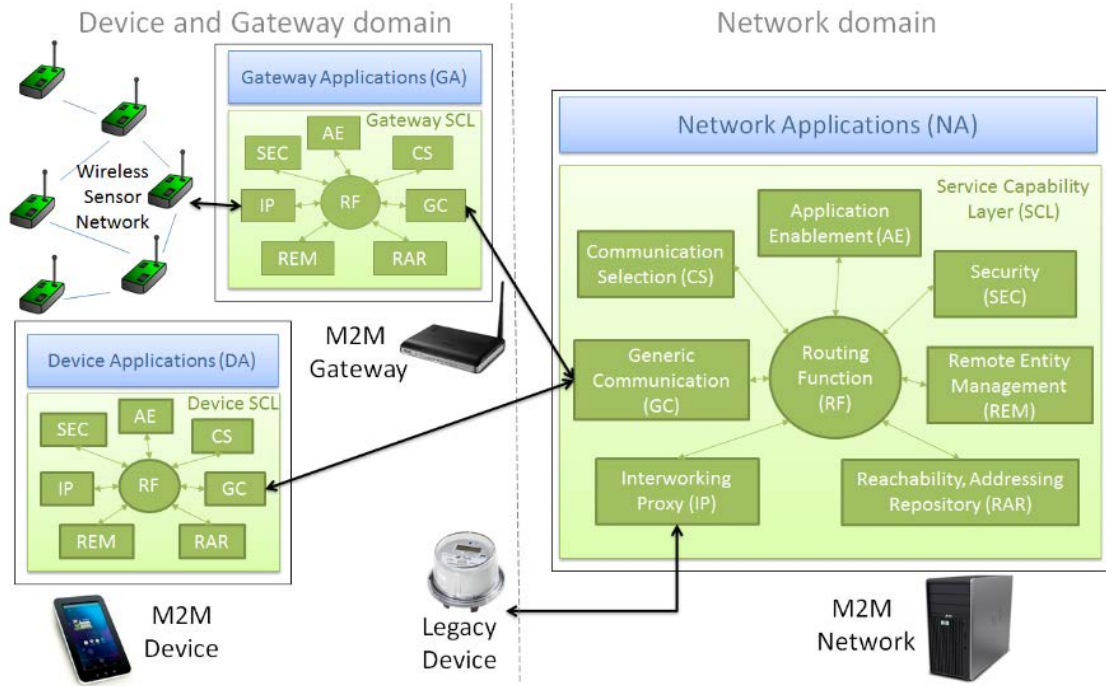 Device and Gateway domain
Network domain
Gateway Applications (GA)
Gateway SCL
AE
SEC
CS
IP
RF
GC
REM
RAR
Wireless
Sensor
Network
M2M
Gateway
Device Applications (DA)
Device SCL
AE
SEC
CS
IP
RF
GC
REM
RAR
M2M
Device
Legacy
Device
Network Applications (NA)
Service Capability
Layer (SCL)
Application
Enablement (AE)
Communication
Selection (CS)
Security
(SEC)
Generic
Communication
(GC)
Routing
Function
(RF)
Remote Entity
Management
(REM)
Interworking
Proxy (IP)
Reachability, Addressing
Repository (RAR)
M2M
Network